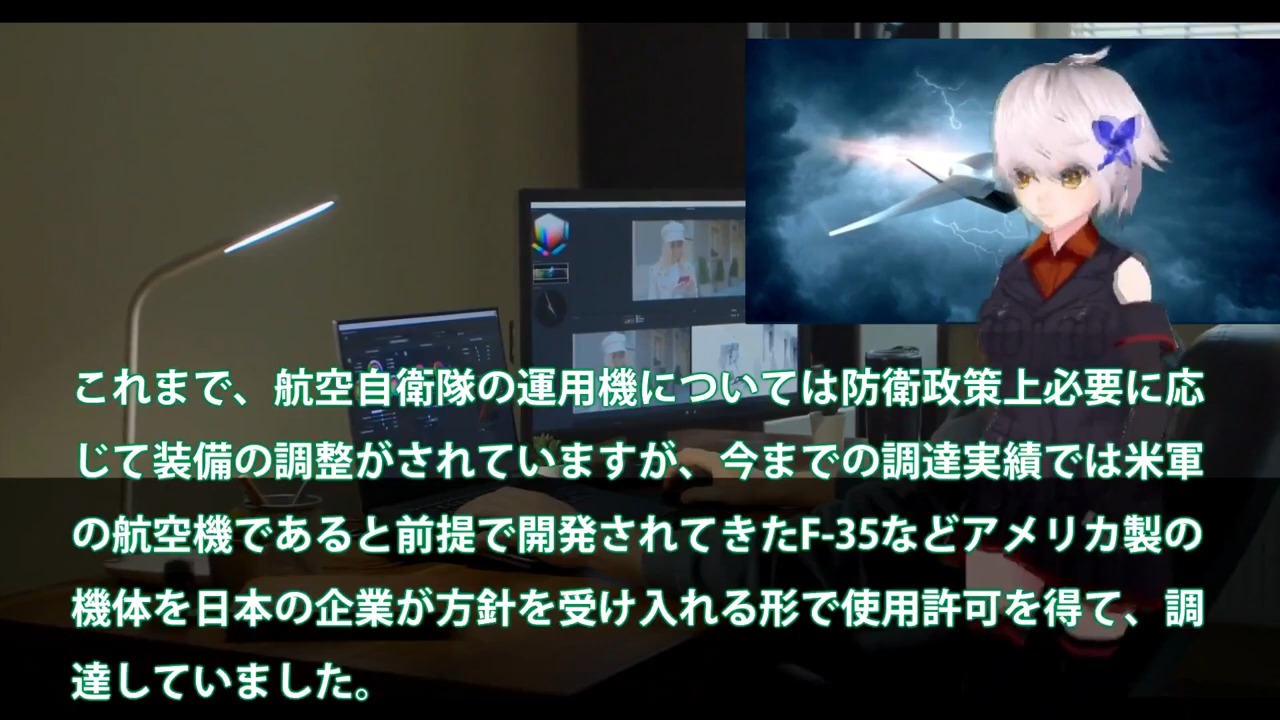 これまで、航空自衛隊の運用機については防衛政策上必要に応
じて装備の調整がされていますが、今までの調達実績では米軍
の航空機であると前提で開発されてきたF-35などアメリカ製の
機体を日本の企業が方針を受け入れる形で使用許可を得て、調
達していました。